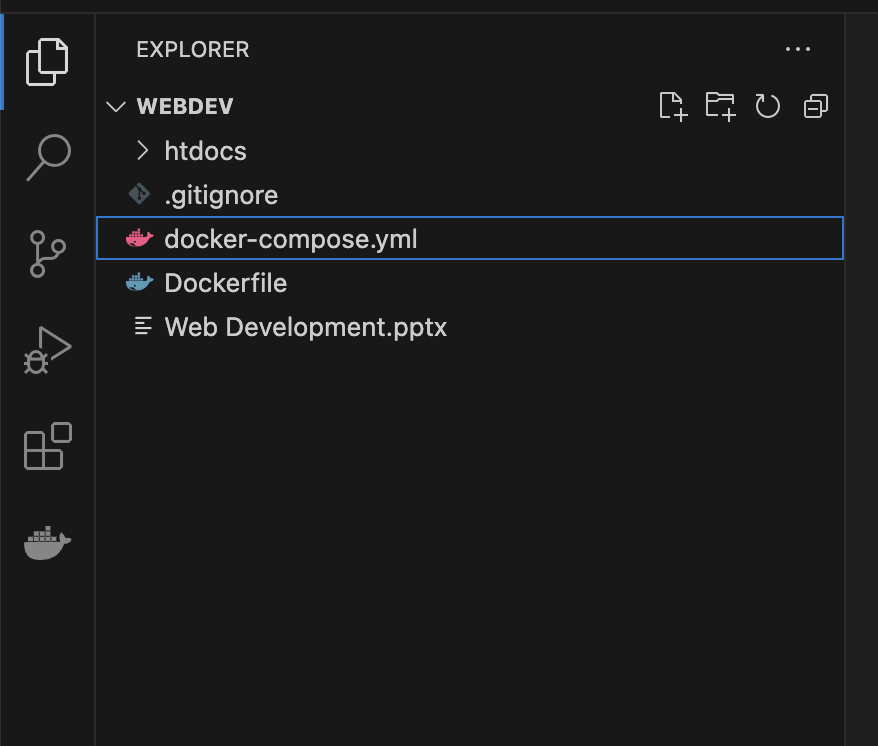 EXPLORER
WEBDEV
htdocs
.gitignore
docker-compose.yml
Dockerfile
Web Development.pptx